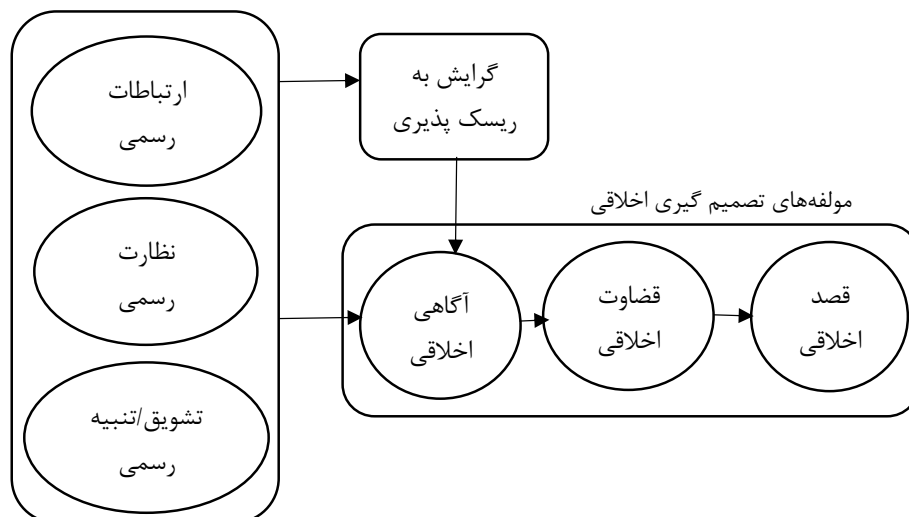 ارتباطات
رسمی
نظارت
رسمی
تشویق/تنبیه
رسمی
گرایش به
ریسک پذیری
مولفه‌های تصمیم گیری اخلاقی
آگاهی
اخلاقی
قضاوت
اخلاقی
قصد
اخلاقی